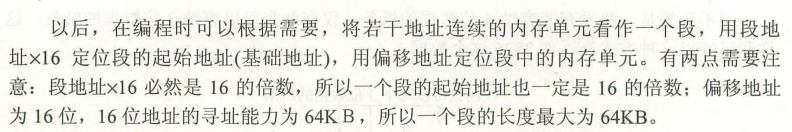 以后，在编程时可以根据需要，将若干地址连续的内存单元看作一个段，用段地
址×16 定位段的起始地址(基础地址)，用偏移地址定位段中的内存单元。有两点需要注
意：段地址×16 必然是 16 的倍数，所以一个段的起始地址也一定是 16 的倍数；偏移地址
为 16 位，16 位地址的寻址能力为 64KB，所以一个段的长度最大为 64KB。